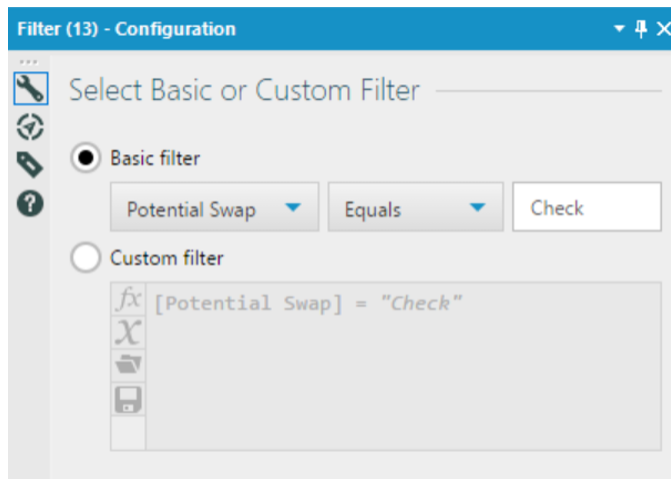 Filter (13) - Configuration
Select Basic or Custom Filter
Basic filter
Potential Swap Equals Check
Custom filter
[Potential Swap] = "Check"